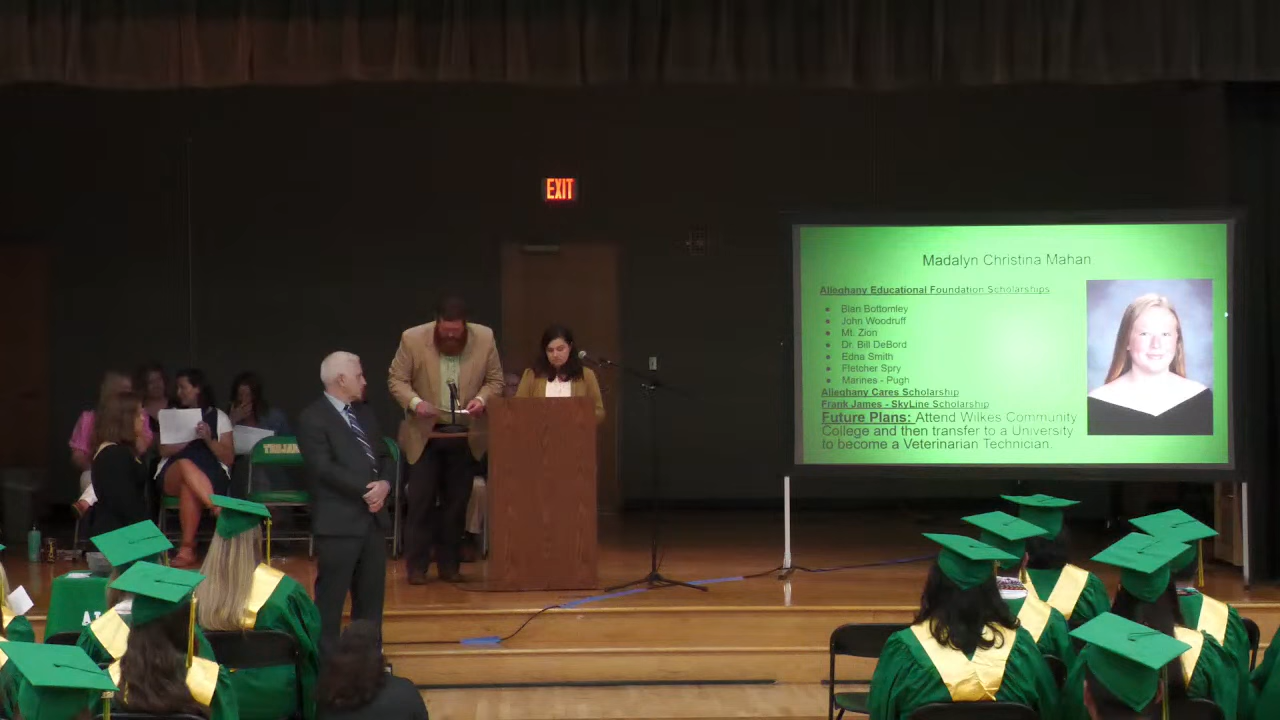 EXIT
Madalyn Christina Mahan
Alleghany Educational Foundation Scholarships
● Blan Bottomley
● John Woodruff
● Mt. Zion
● Dr. Bill DeBord
● Edna Smith
● Fletcher Spry
● Marines - Pugh
Alleghany Cares Scholarship
Frank James - SkyLine Scholarship
Future Plans: Attend Wilkes Community
College and then transfer to a University
to become a Veterinarian Technician.